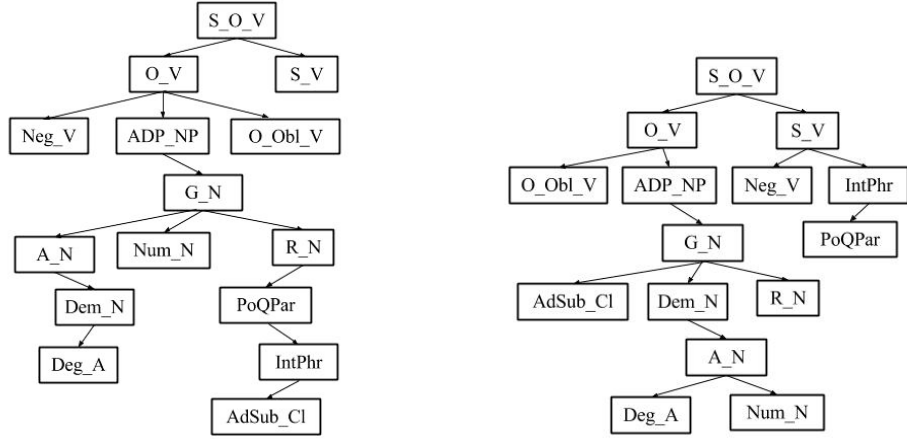 S_O_V
O_V
S_V
Neg_V
ADP_NP
O_Obl_V
G_N
A_N
Num_N
R_N
Dem_N
PoQPar
Deg_A
IntPhr
AdSub_Cl
S_O_V
O_V
S_V
O_Obl_V
ADP_NP
Neg_V
IntPhr
G_N
PoQPar
AdSub_Cl
Dem_N
R_N
A_N
Deg_A
Num_N